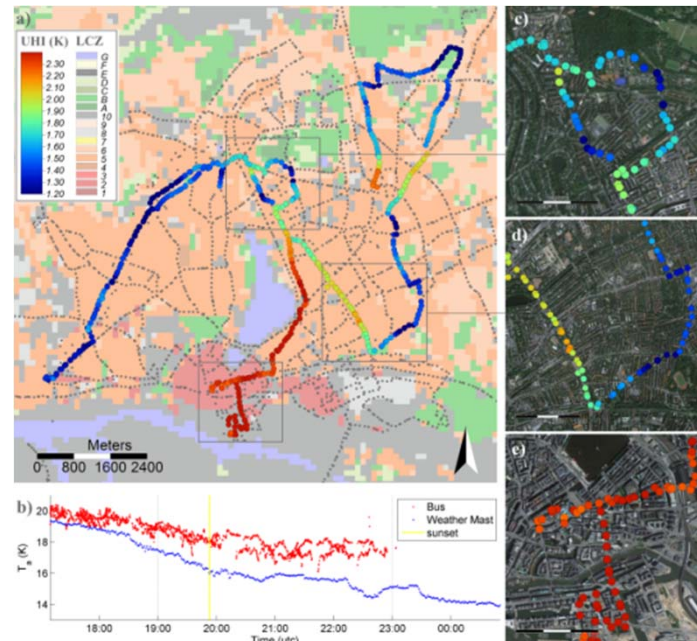 a)
UHI (K) LCZ
2.30
2.20
2.10
2.00
1.90
1.80
1.70
1.60
1.50
1.40
1.30
1.20
G
F
E
D
C
B
A
10
9
8
7
6
5
4
3
2
1
Meters
0 800 1600 2400
c)
d)
e)
b)
20
18
16
14
T a (K)
Bus
Weather Mast
sunset
18:00 19:00 20:00 21:00 22:00 23:00 00:00
Time (utc)